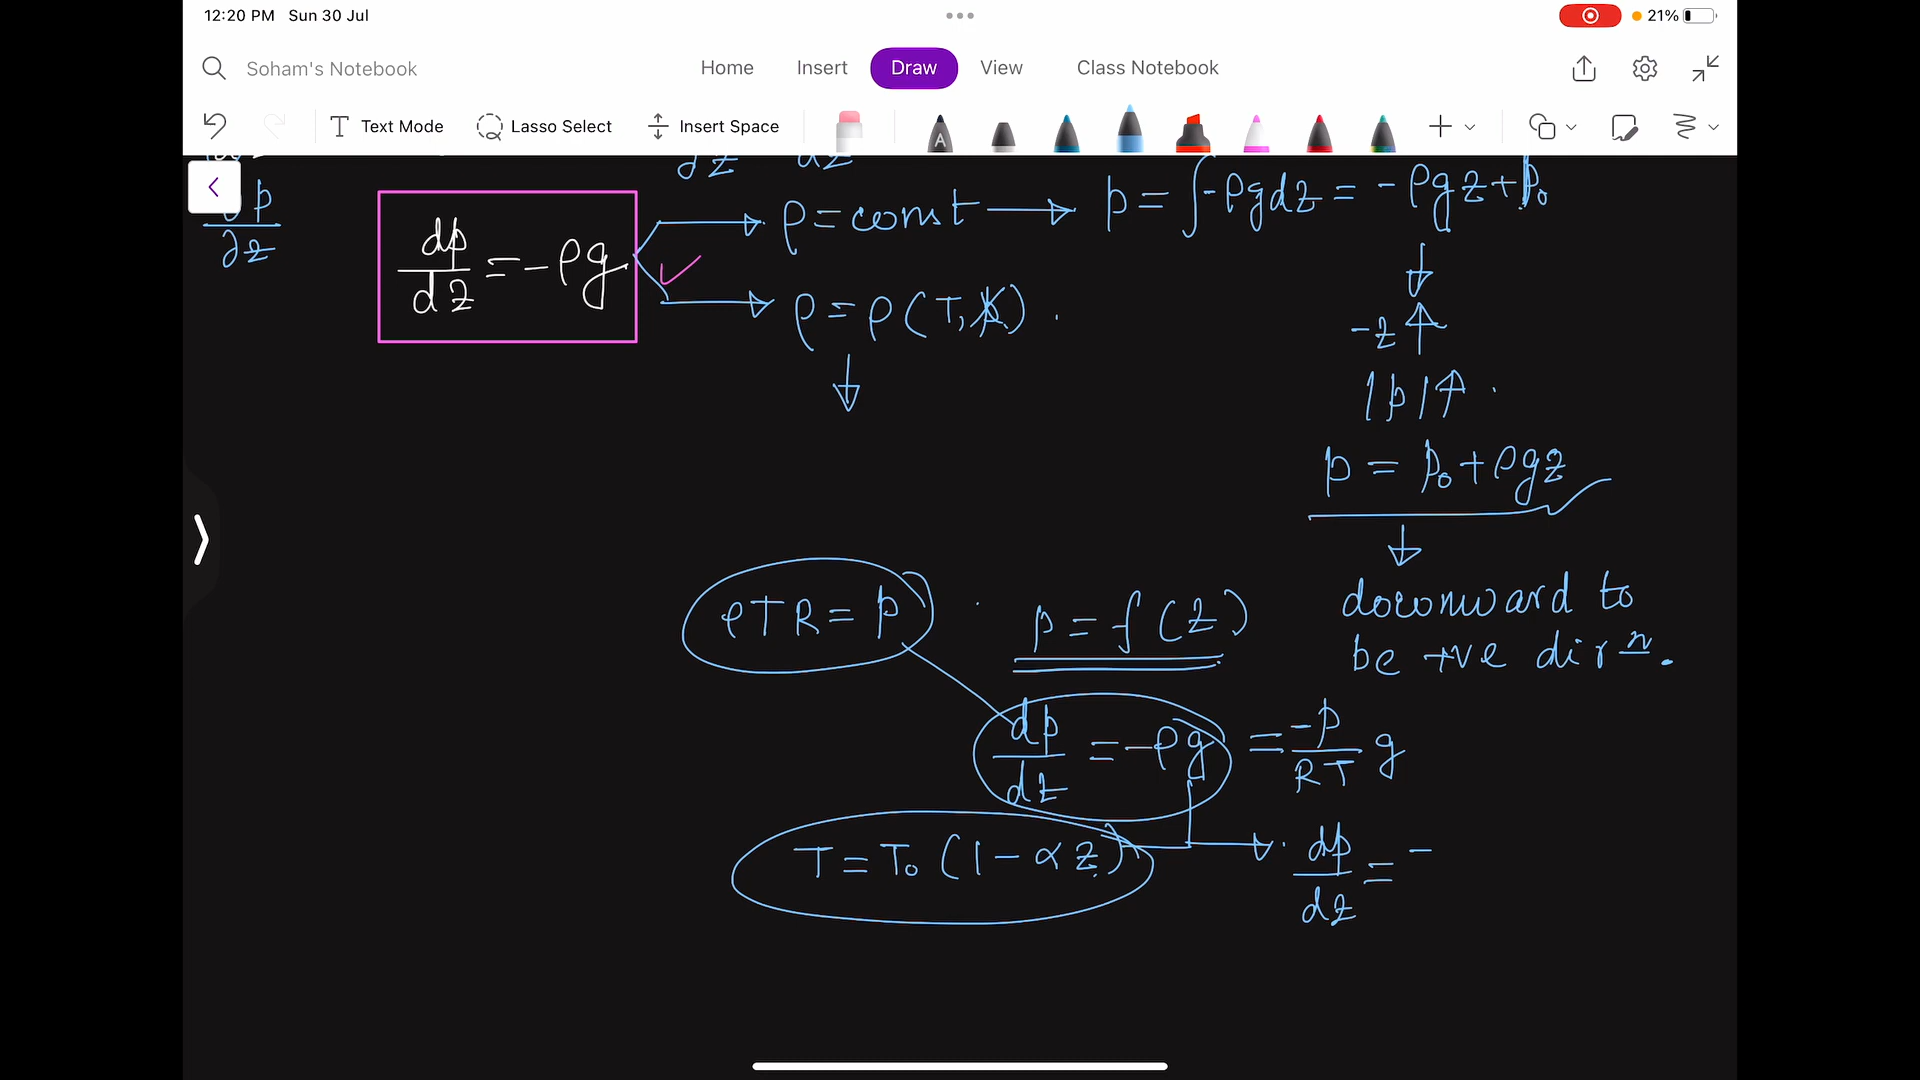 12:20 PM Sun 30 Jul
21%
Soham's Notebook
Home Insert Draw View Class Notebook
Text Mode Lasso Select Insert Space
A
∂z dz
∂p/∂z
dp/dz = -ρg
ρ = const → p = ∫-ρgdz = -ρgz + p₀
ρ = ρ(T, ).
↓
↓
-z ↑
|p| ↑ .
p = p₀ + ρgz
↓
downward to
be +ve dirⁿ.
ρTR = p
p = f(z)
dp/dz = -ρg = -p/RT g
T = T₀(1 - αz)
→ dp/dz = -